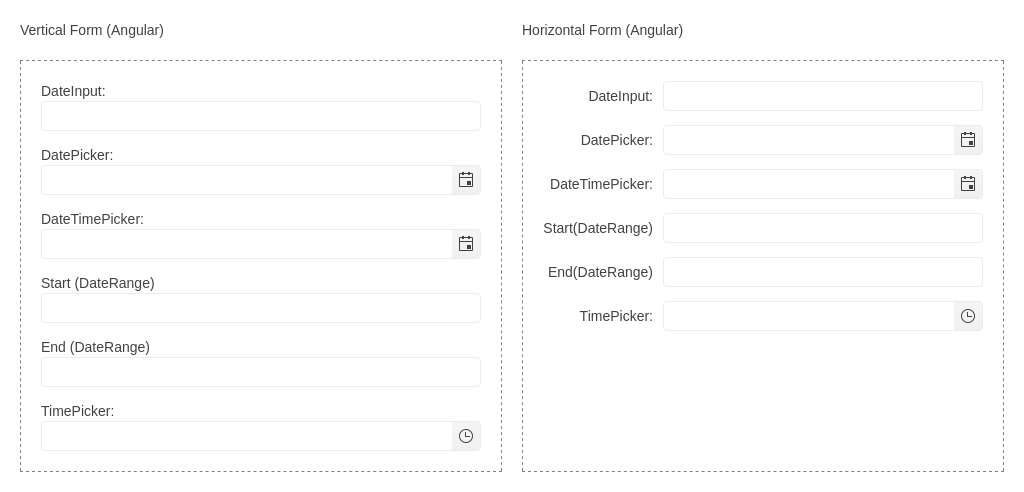 Vertical Form (Angular)
DateInput:
DatePicker:
DateTimePicker:
Start (DateRange)
End (DateRange)
TimePicker:
Horizontal Form (Angular)
DateInput:
DatePicker:
DateTimePicker:
Start(DateRange)
End(DateRange)
TimePicker: